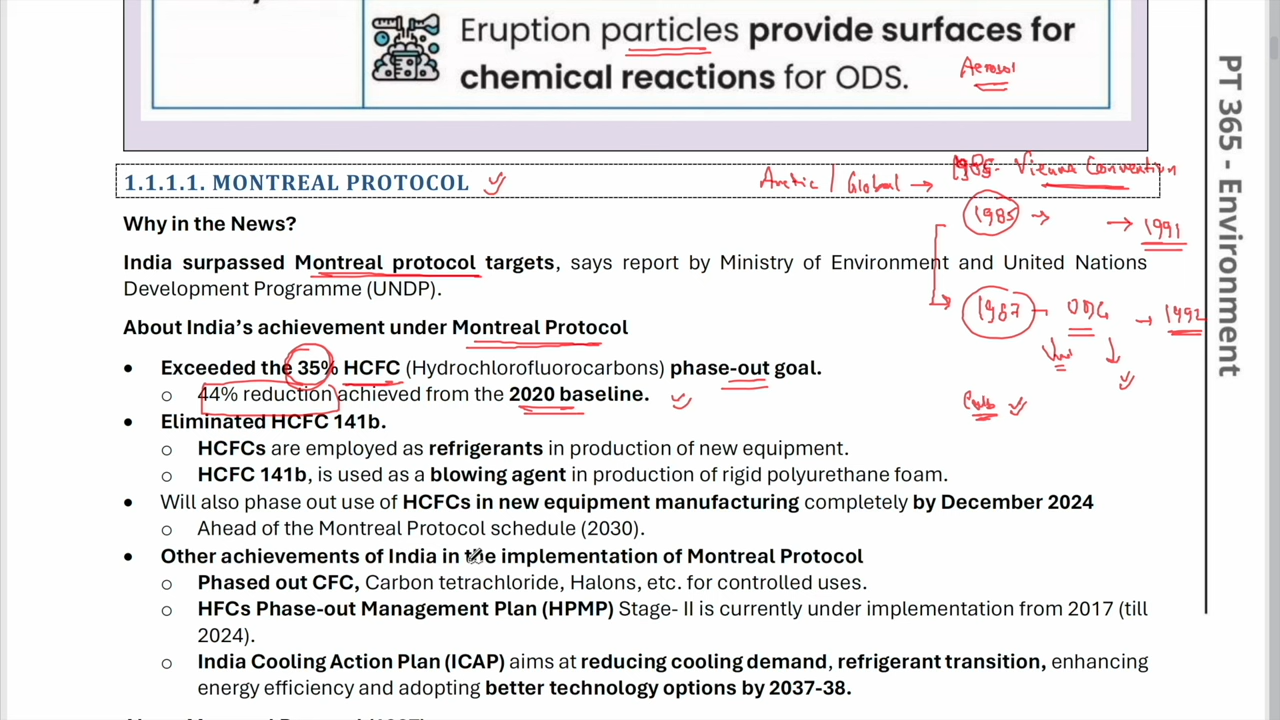 Eruption particles provide surfaces for
chemical reactions for ODS.
Aerosol
1.1.1.1. MONTREAL PROTOCOL
Arctic / Global → 1985- Vienna Convention
1985 → → 1991
1987 → → 1992
Why in the News?
India surpassed Montreal protocol targets, says report by Ministry of Environment and United Nations
Development Programme (UNDP).
About India's achievement under Montreal Protocol
• Exceeded the 35% HCFC (Hydrochlorofluorocarbons) phase-out goal.
o 44% reduction achieved from the 2020 baseline.
• Eliminated HCFC 141b.
o HCFCs are employed as refrigerants in production of new equipment.
o HCFC 141b, is used as a blowing agent in production of rigid polyurethane foam.
• Will also phase out use of HCFCs in new equipment manufacturing completely by December 2024
o Ahead of the Montreal Protocol schedule (2030).
• Other achievements of India in the implementation of Montreal Protocol
o Phased out CFC, Carbon tetrachloride, Halons, etc. for controlled uses.
o HFCs Phase-out Management Plan (HPMP) Stage- II is currently under implementation from 2017 (till
2024).
o India Cooling Action Plan (ICAP) aims at reducing cooling demand, refrigerant transition, enhancing
energy efficiency and adopting better technology options by 2037-38.
PT 365 - Environment